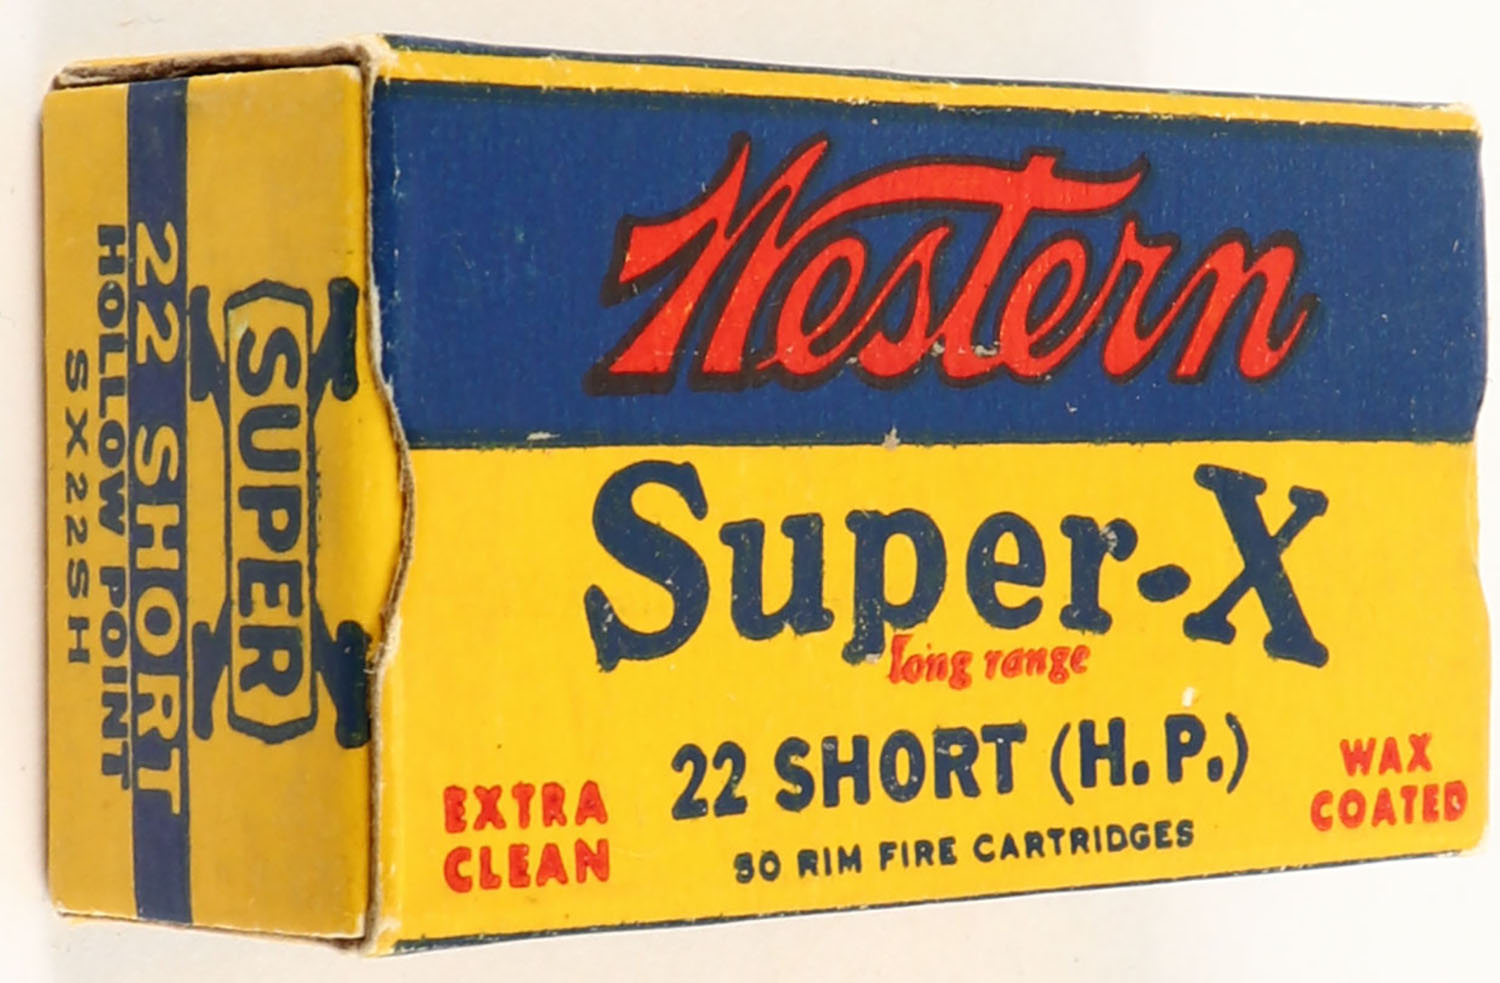 Western
Super-X
long range
22 SHORT (H.P.)
50 RIM FIRE CARTRIDGES
EXTRA
CLEAN
WAX
COATED
X
SUPER
22 SHORT
HOLLOW POINT
SX22SH